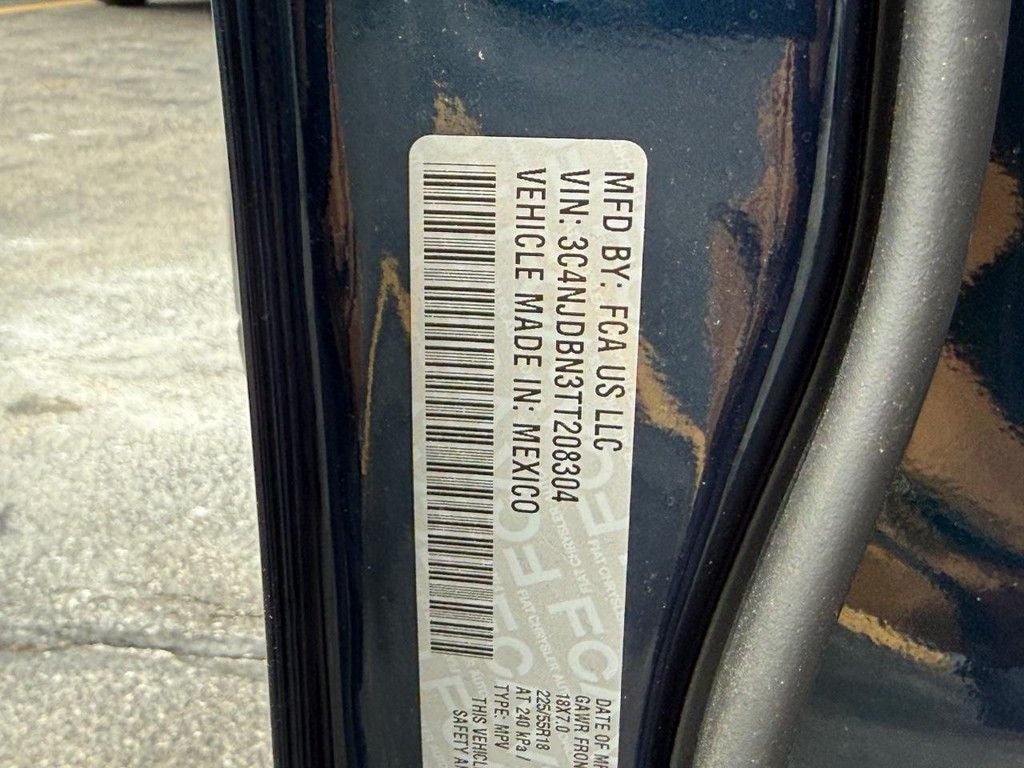 MFD BY: FCA US LLC
VIN: 3C4NJDBN3TT208304
VEHICLE MADE IN: MEXICO
DATE OF
GAWR FRON
18X7.0
225/55R18
AT 240 kPa /
TYPE: MPV
THIS VEHICL
SAFETY